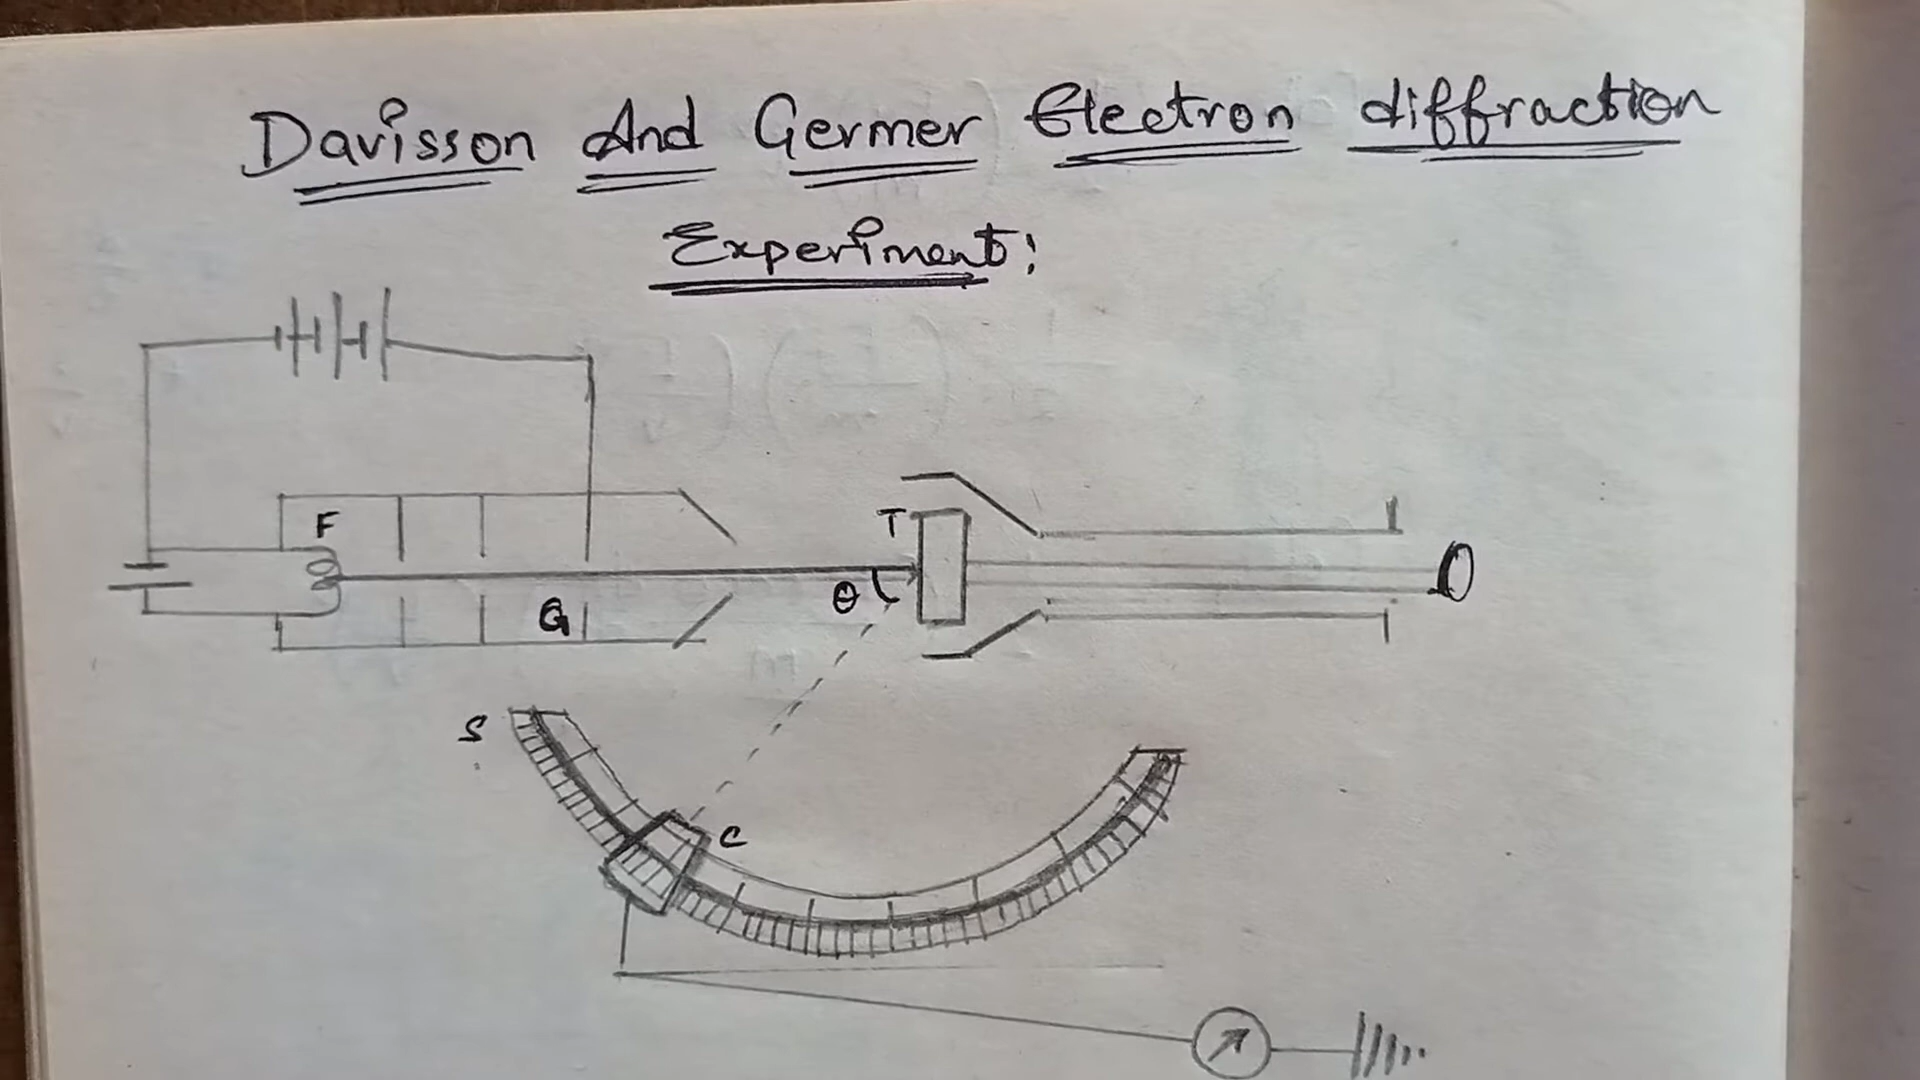 Davisson And Germer Electron diffraction
Experiment:
F
T
θ
G
S
C